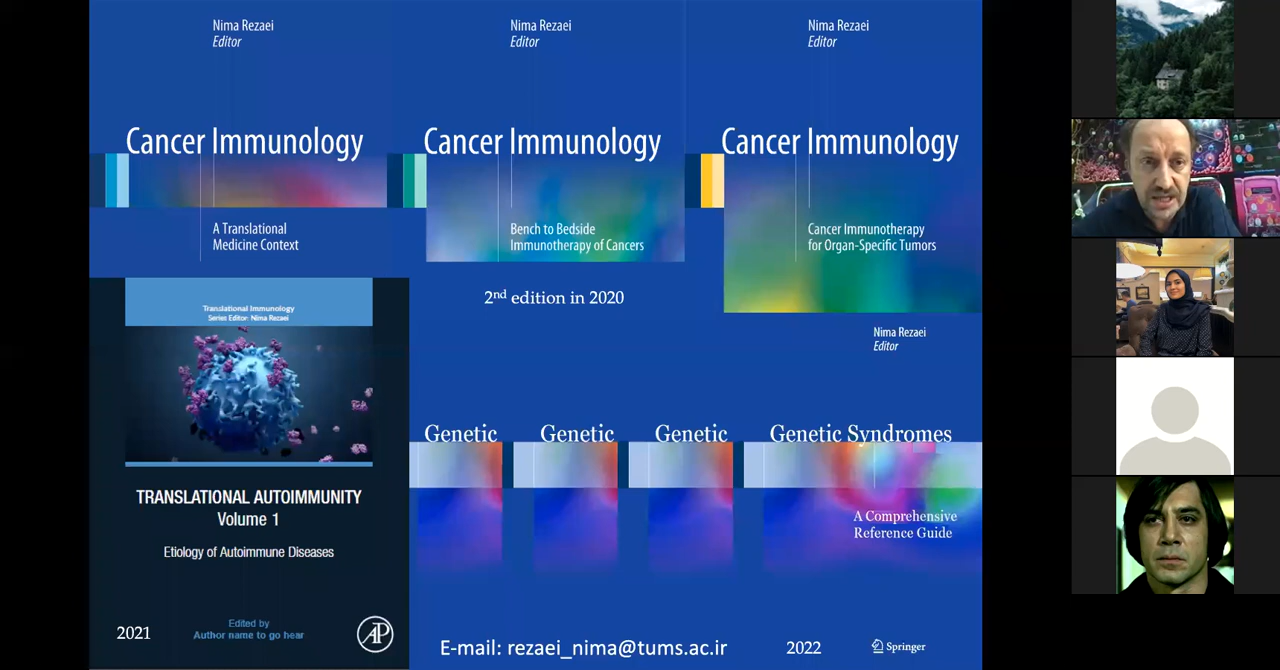 Nima Rezaei
Editor
Cancer Immunology
A Translational
Medicine Context
Nima Rezaei
Editor
Cancer Immunology
Bench to Bedside
Immunotherapy of Cancers
2nd edition in 2020
Nima Rezaei
Editor
Cancer Immunology
Cancer Immunotherapy
for Organ-Specific Tumors
Translational Immunology
Series Editor: Nima Rezaei
TRANSLATIONAL AUTOIMMUNITY
Volume 1
Etiology of Autoimmune Diseases
2021
Edited by
Author name to go hear
AP
Nima Rezaei
Editor
Genetic
Genetic
Genetic
Genetic Syndromes
A Comprehensive
Reference Guide
E-mail: rezaei_nima@tums.ac.ir
2022
Springer